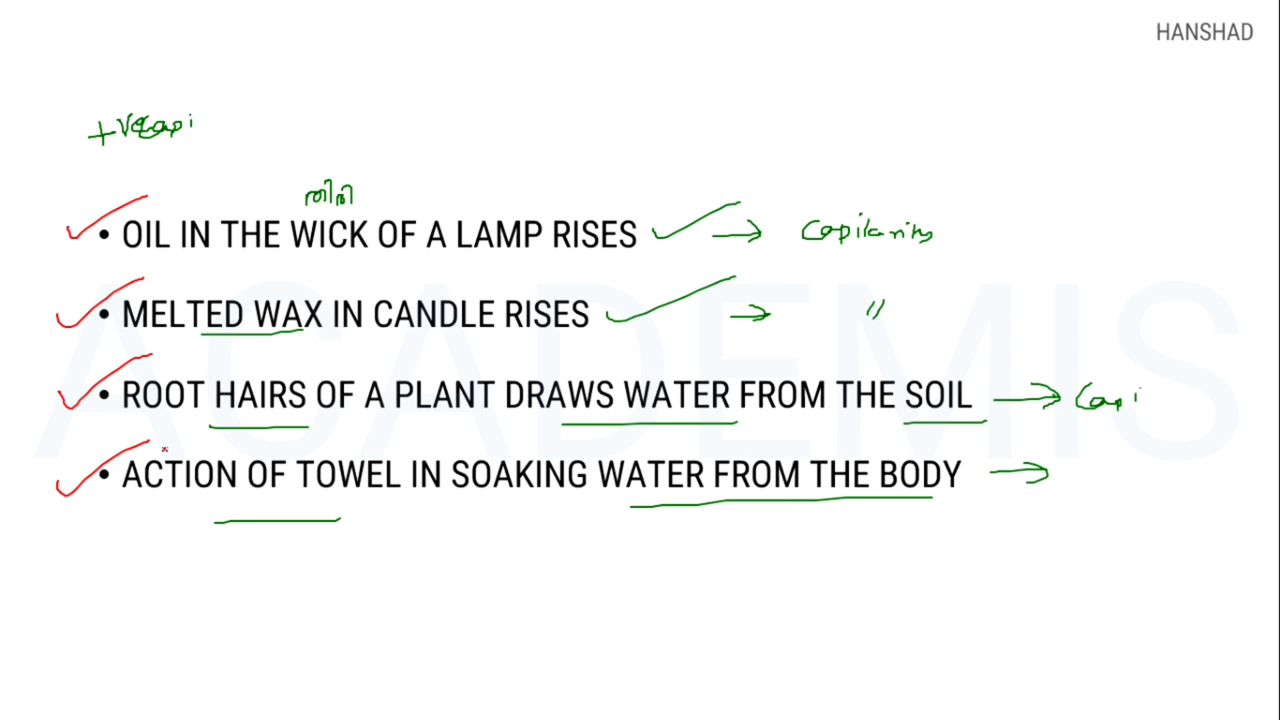 HANSHAD
+ve capi
തിരി
• OIL IN THE WICK OF A LAMP RISES → Capilarity
• MELTED WAX IN CANDLE RISES → "
• ROOT HAIRS OF A PLANT DRAWS WATER FROM THE SOIL → Capi
• ACTION OF TOWEL IN SOAKING WATER FROM THE BODY →
ACADEMIS